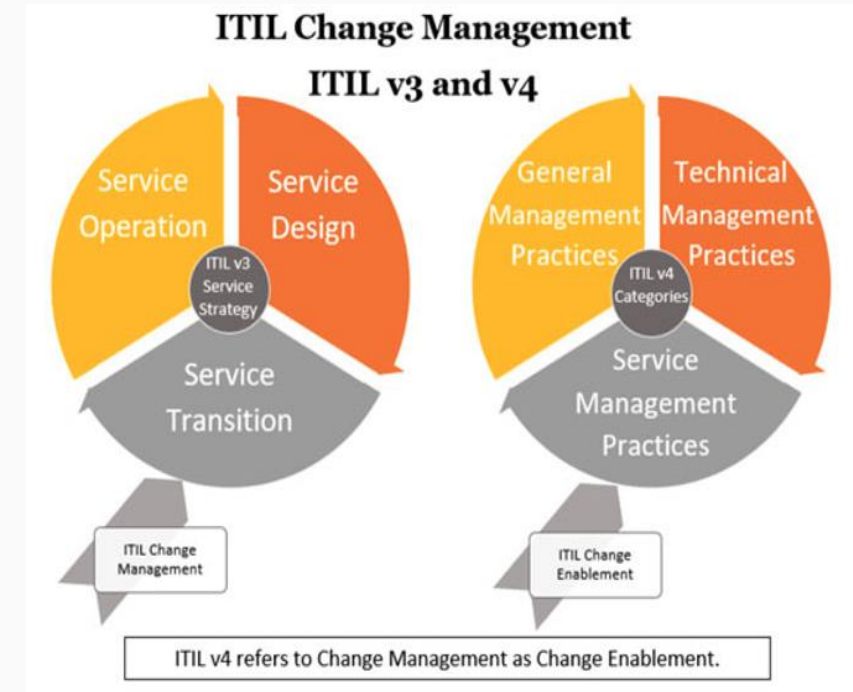 ITIL Change Management
ITIL v3 and v4
Service
Operation
Service
Design
ITIL v3
Service
Strategy
Service
Transition
ITIL Change
Management
General
Management
Practices
Technical
Management
Practices
ITIL v4
Categories
Service
Management
Practices
ITIL Change
Enablement
ITIL v4 refers to Change Management as Change Enablement.